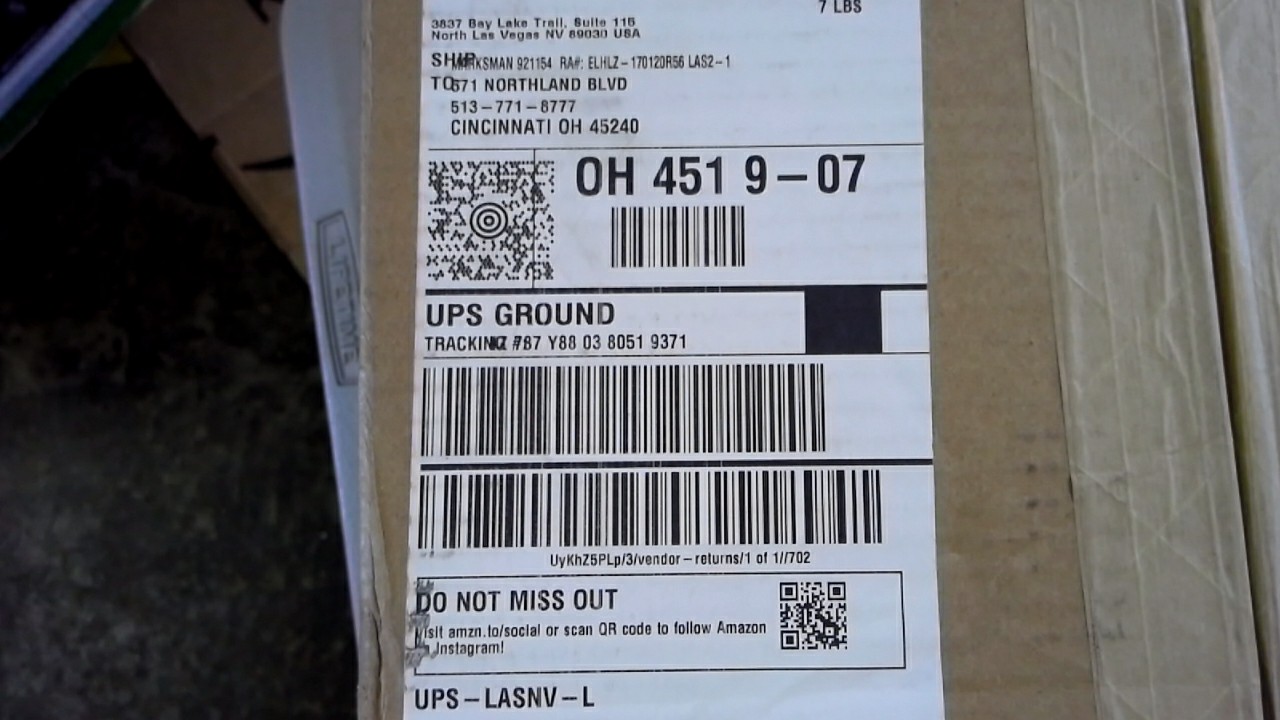 7 LBS
3837 Bay Lake Trail, Suite 115
North Las Vegas NV 89030 USA
SHIP
MARKSMAN 921154 RA#: ELHLZ-170120R56 LAS2-1
TO 571 NORTHLAND BLVD
513-771-8777
CINCINNATI OH 45240
OH 451 9-07
UPS GROUND
TRACKING #: 787 Y88 03 8051 9371
UyKhZ5PLp/3/vendor-returns/1 of 1//702
DO NOT MISS OUT
Visit amzn.to/social or scan QR code to follow Amazon
Instagram!
UPS-LASNV-L
LIFETIME